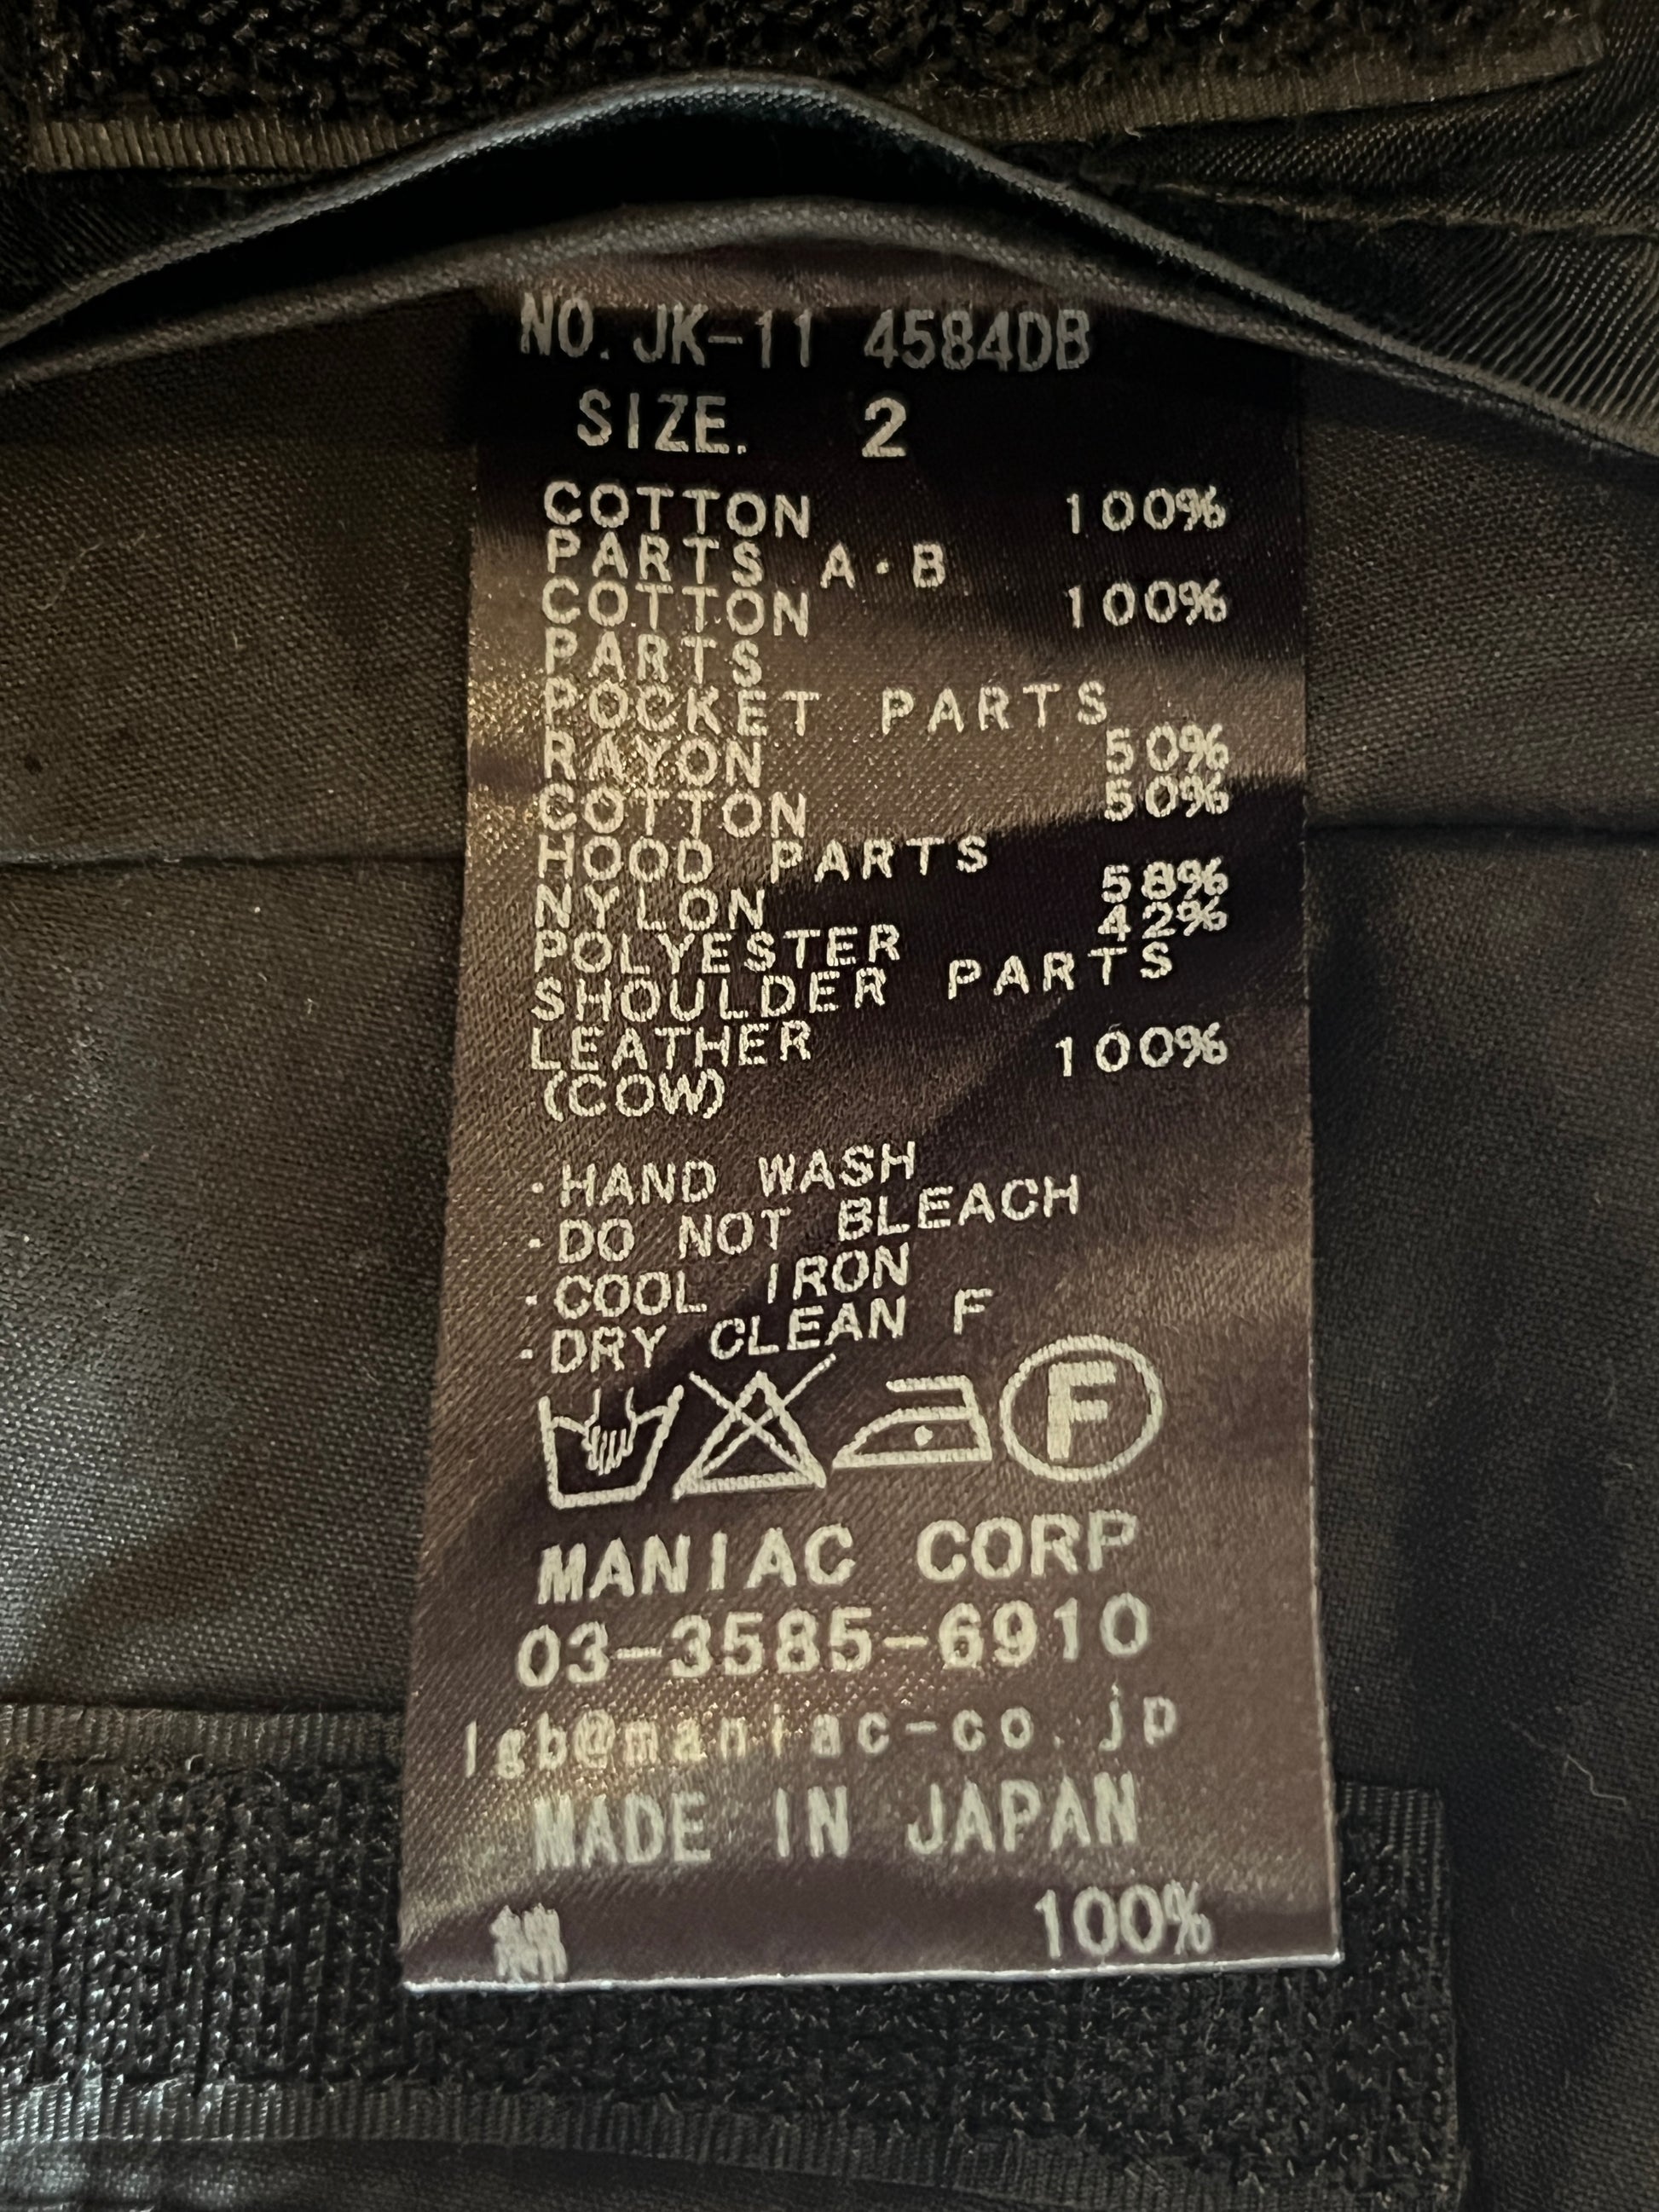 NO. JK-11 4584DB
SIZE. 2
COTTON 100%
PARTS A·B
COTTON 100%
PARTS
POCKET PARTS
RAYON 50%
COTTON 50%
HOOD PARTS
NYLON 58%
POLYESTER 42%
SHOULDER PARTS
LEATHER 100%
(COW)
·HAND WASH
·DO NOT BLEACH
·COOL IRON
·DRY CLEAN F
F
MANIAC CORP
03-3585-6910
lgb@maniac-co.jp
MADE IN JAPAN
綿 100%